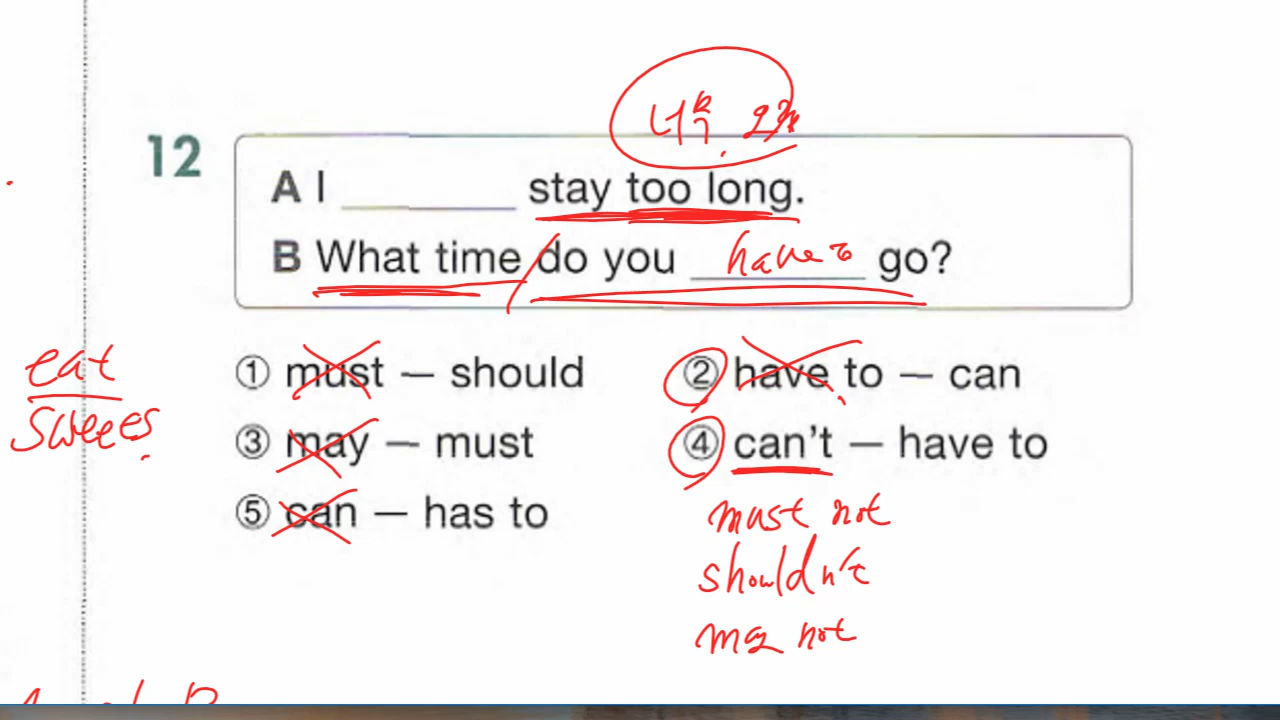 12
A I ________ stay too long.
B What time do you have to go?
① must – should
② have to – can
③ may – must
④ can't – have to
⑤ can – has to
eat
sweees
must not
shouldn't
may not